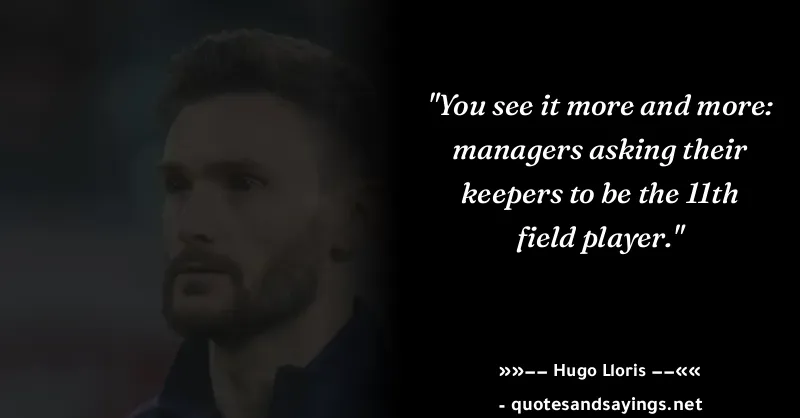 "You see it more and more:
managers asking their
keepers to be the 11th
field player."
»»–– Hugo Lloris ––««
- quotesandsayings.net